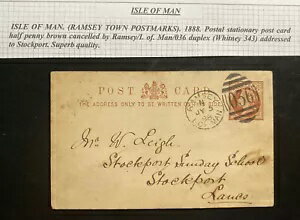 ISLE OF MAN
ISLE OF MAN. (RAMSEY TOWN POSTMARKS). 1888. Postal stationery post card
half penny brown cancelled by Ramsey/I. of. Man/036 duplex (Whitney 343) addressed
to Stockport. Superb quality.
POST CARD
THE ADDRESS ONLY TO BE WRITTEN ON THIS SIDE
036
Mr W. Leigh
Stockport Sunday School
Stockport
Lancs